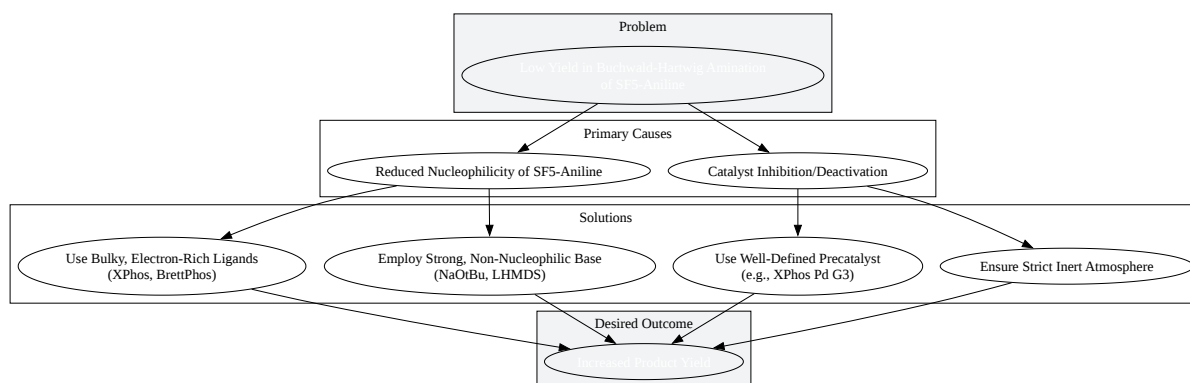 Problem
Low Yield in Buchwald-Hartwig Amination
of SF5-Aniline
Primary Causes
Reduced Nucleophilicity of SF5-Aniline
Catalyst Inhibition/Deactivation
Solutions
Use Bulky, Electron-Rich Ligands
(XPhos, BrettPhos)
Employ Strong, Non-Nucleophilic Base
(NaOtBu, LHMDS)
Use Well-Defined Precatalyst
(e.g., XPhos Pd G3)
Ensure Strict Inert Atmosphere
Desired Outcome
Increased Product Yield